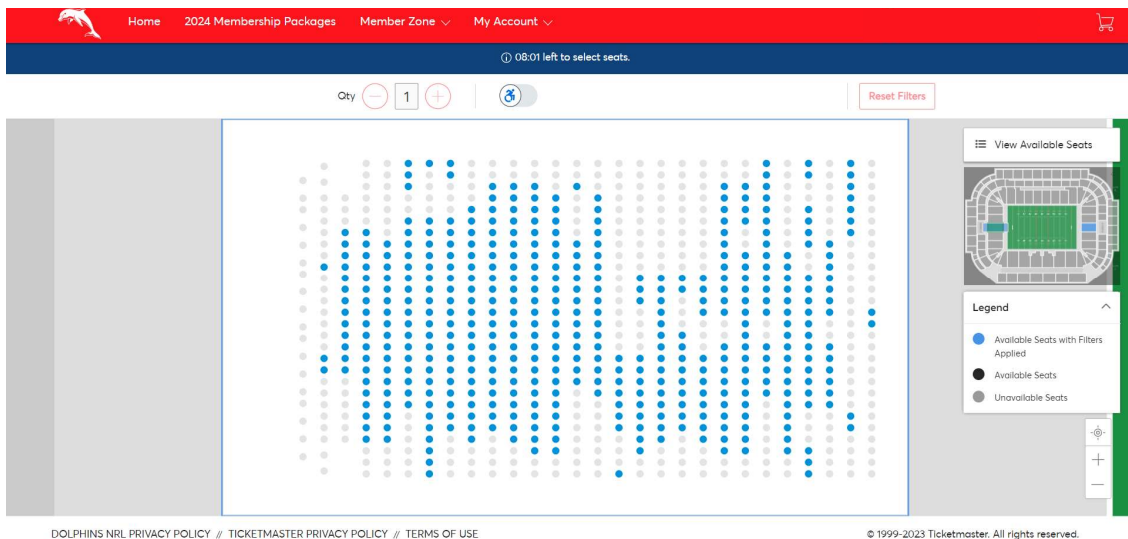 Home 2024 Membership Packages Member Zone My Account
08:01 left to select seats.
Qty 1 Reset Filters
View Available Seats
Legend
Available Seats with Filters
Applied
Available Seats
Unavailable Seats
DOLPHINS NRL PRIVACY POLICY // TICKETMASTER PRIVACY POLICY // TERMS OF USE © 1999-2023 Ticketmaster. All rights reserved.